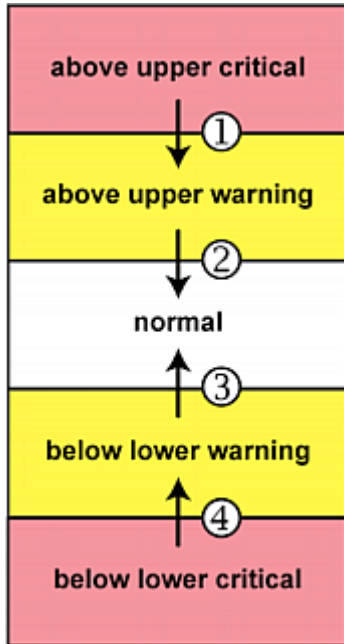 above upper critical
1
above upper warning
2
normal
3
below lower warning
4
below lower critical